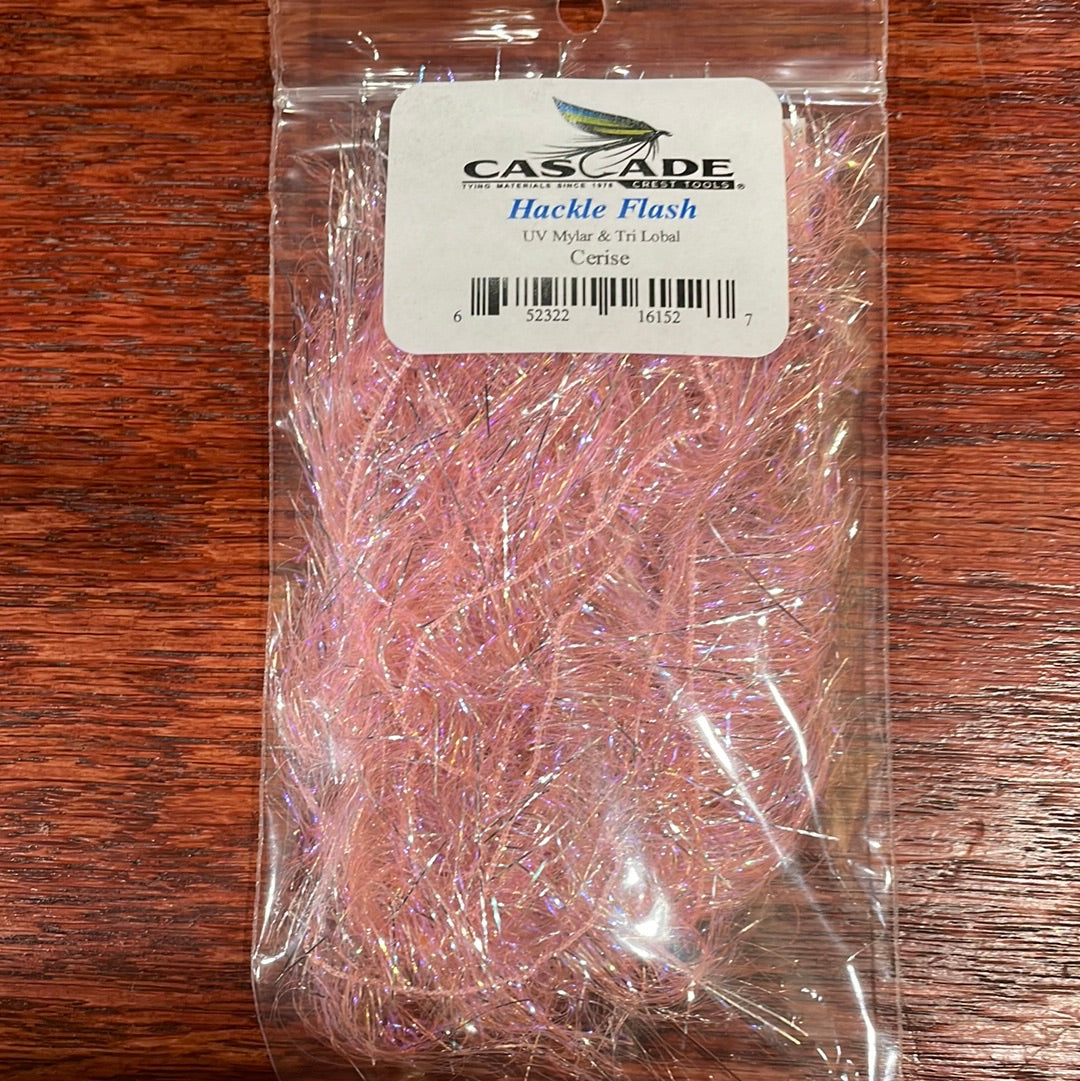 CASCADE
TYING MATERIALS SINCE 1978 CREST TOOLS®
Hackle Flash
UV Mylar & Tri Lobal
Cerise
6 52322 16152 7